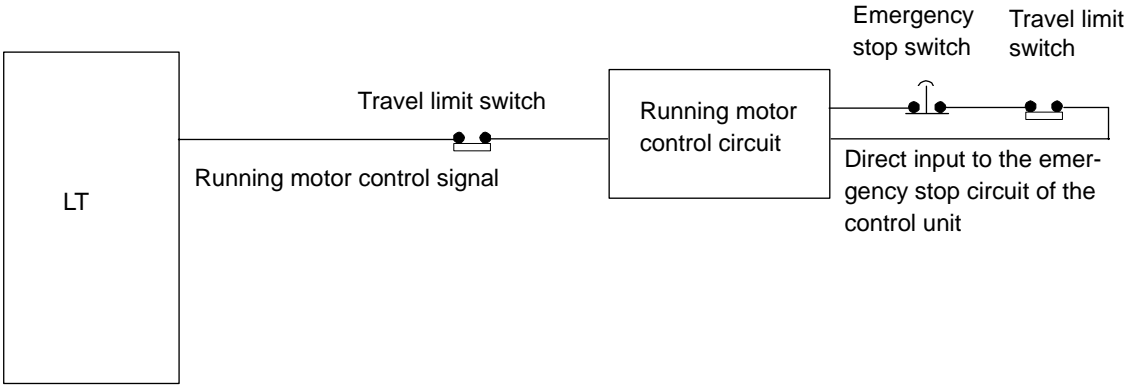 Emergency
stop switch
Travel limit
switch
Travel limit switch
Running motor
control circuit
Running motor control signal
Direct input to the emer-
gency stop circuit of the
control unit
LT